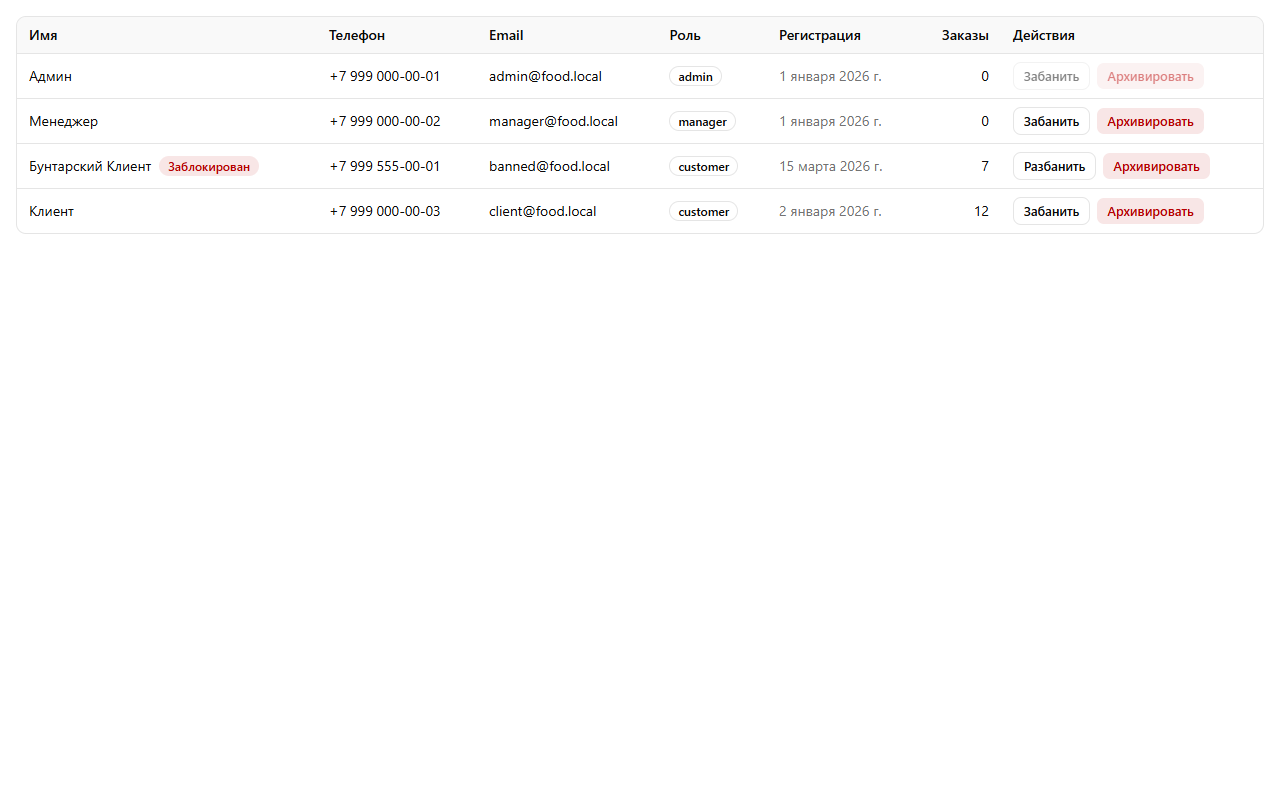 Имя Телефон Email Роль Регистрация Заказы Действия
Админ +7 999 000-00-01 admin@food.local admin 1 января 2026 г. 0 Забанить Архивировать
Менеджер +7 999 000-00-02 manager@food.local manager 1 января 2026 г. 0 Забанить Архивировать
Бунтарский Клиент Заблокирован +7 999 555-00-01 banned@food.local customer 15 марта 2026 г. 7 Разбанить Архивировать
Клиент +7 999 000-00-03 client@food.local customer 2 января 2026 г. 12 Забанить Архивировать